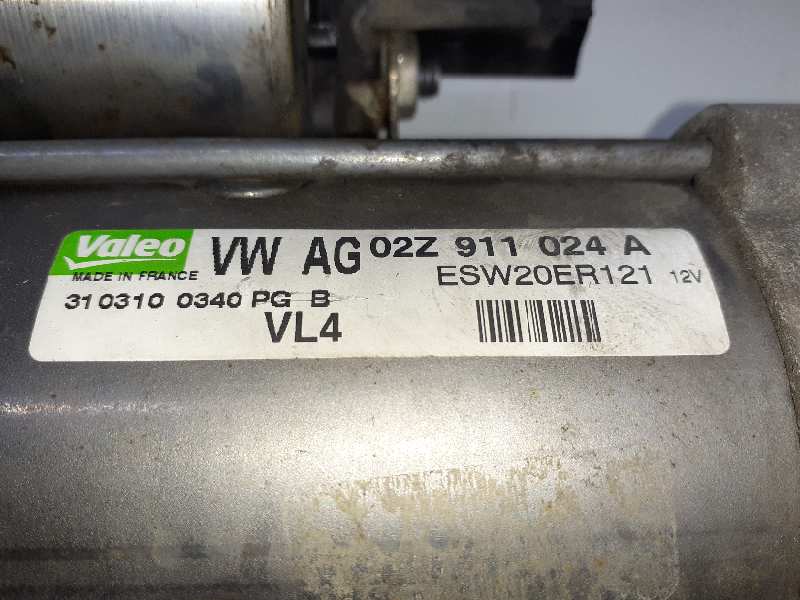 Valeo VW AG 02Z 911 024 A
MADE IN FRANCE ESW20ER121 12V
310310 0340 PG B
VL4